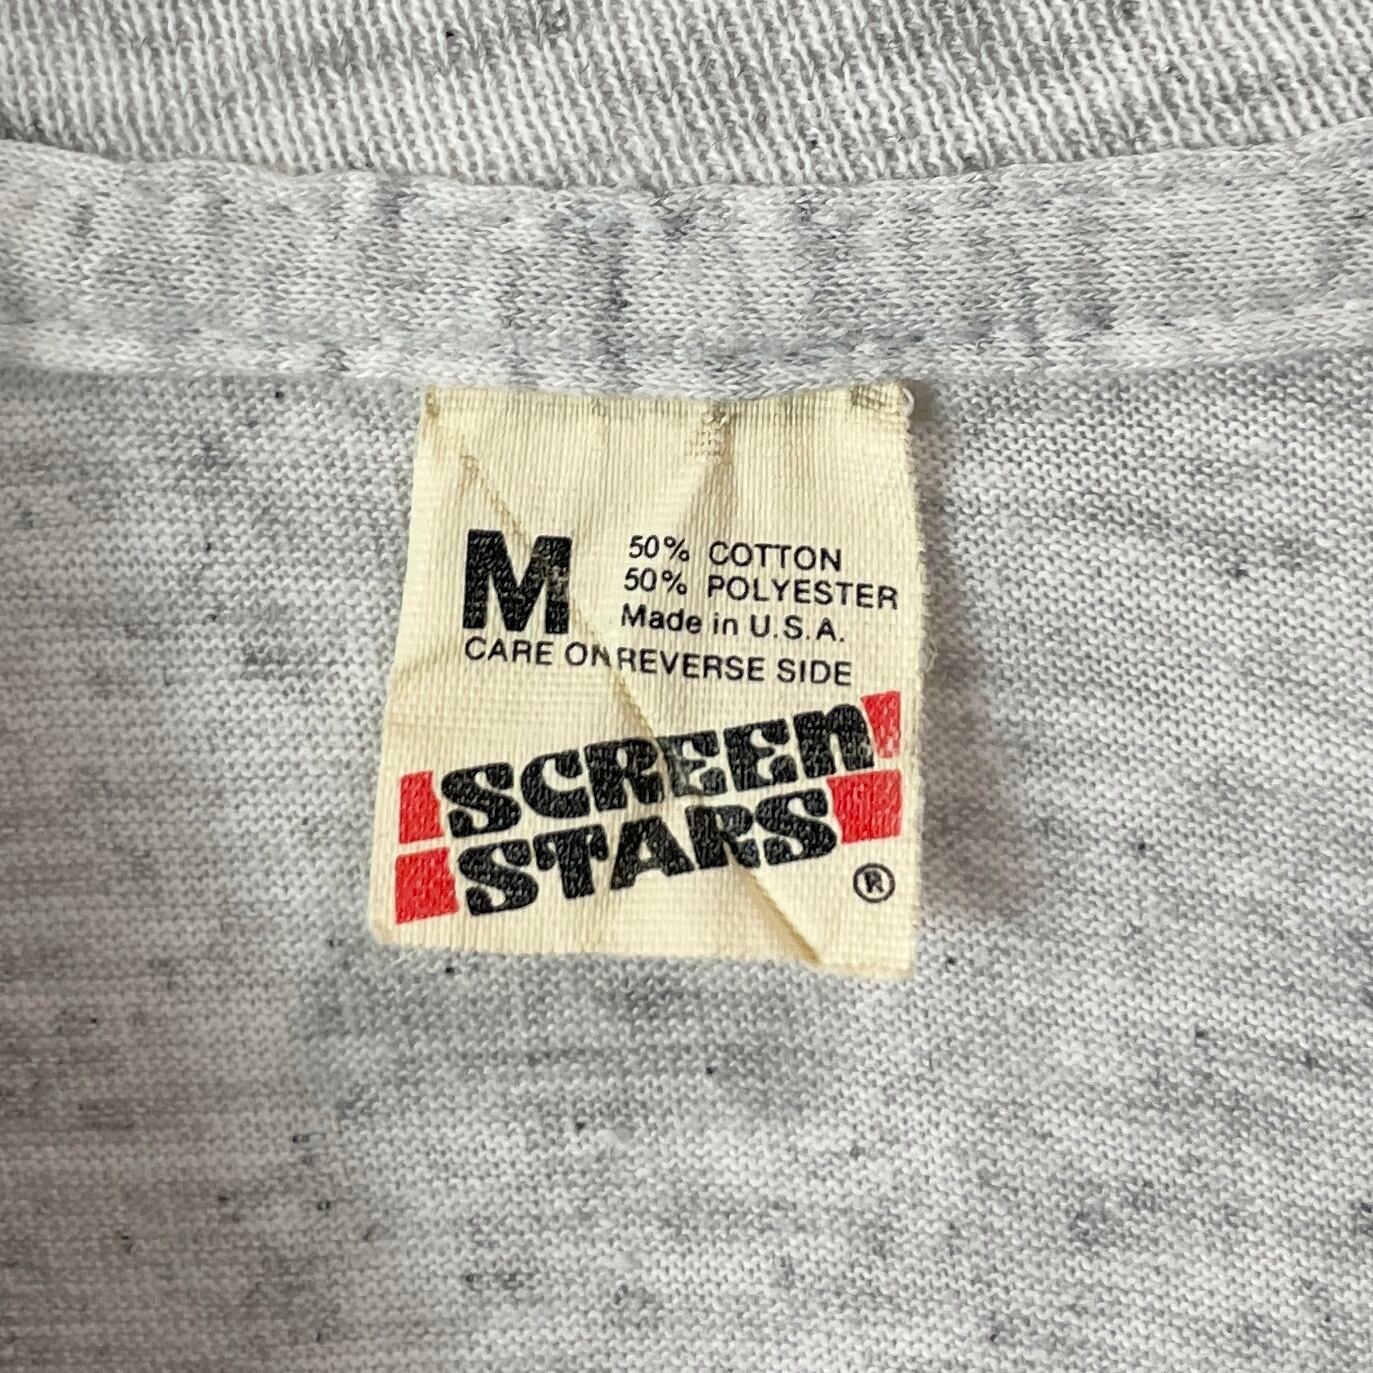 M
50% COTTON
50% POLYESTER
Made in U.S.A.
CARE ON REVERSE SIDE
SCREEN
STARS
®